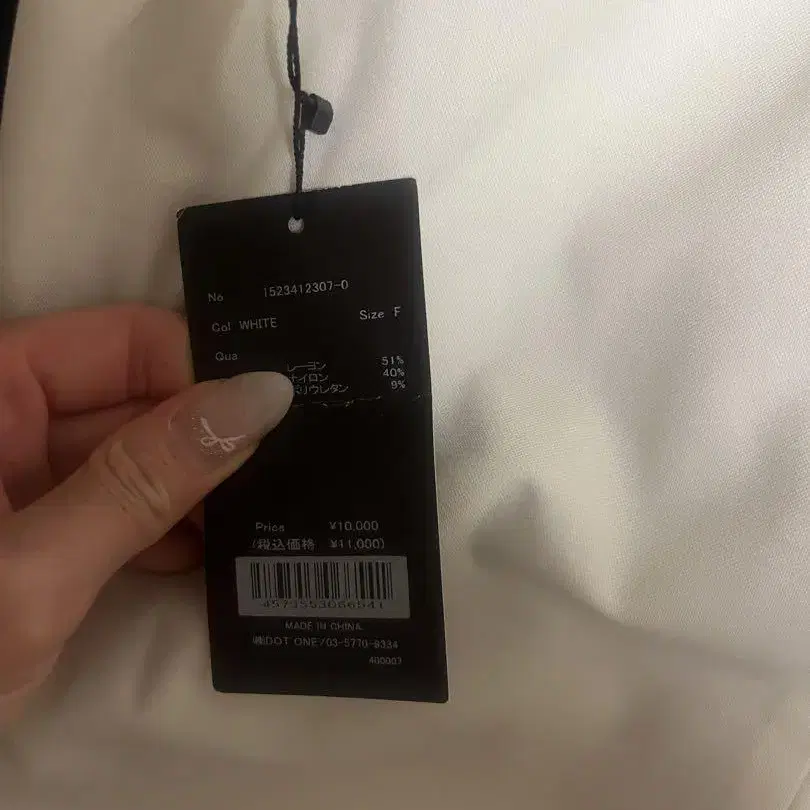 No 1523412307-0
Col WHITE Size F
Qua
レーヨン 51%
ナイロン 40%
ポリウレタン 9%
Price ¥10,000
(税込価格 ¥11,000)
MADE IN CHINA
㈱DOT ONE/03-5770-8334
400003